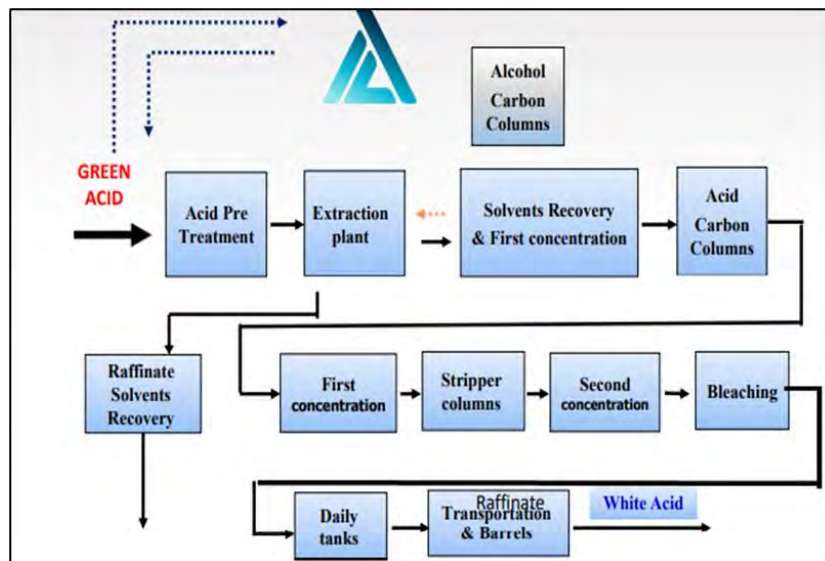 Alcohol
Carbon
Columns
GREEN
ACID
Acid Pre
Treatment
Extraction
plant
Solvents Recovery
& First concentration
Acid
Carbon
Columns
Raffinate
Solvents
Recovery
First
concentration
Stripper
columns
Second
concentration
Bleaching
Daily
tanks
Raffinate
Transportation
& Barrels
White Acid